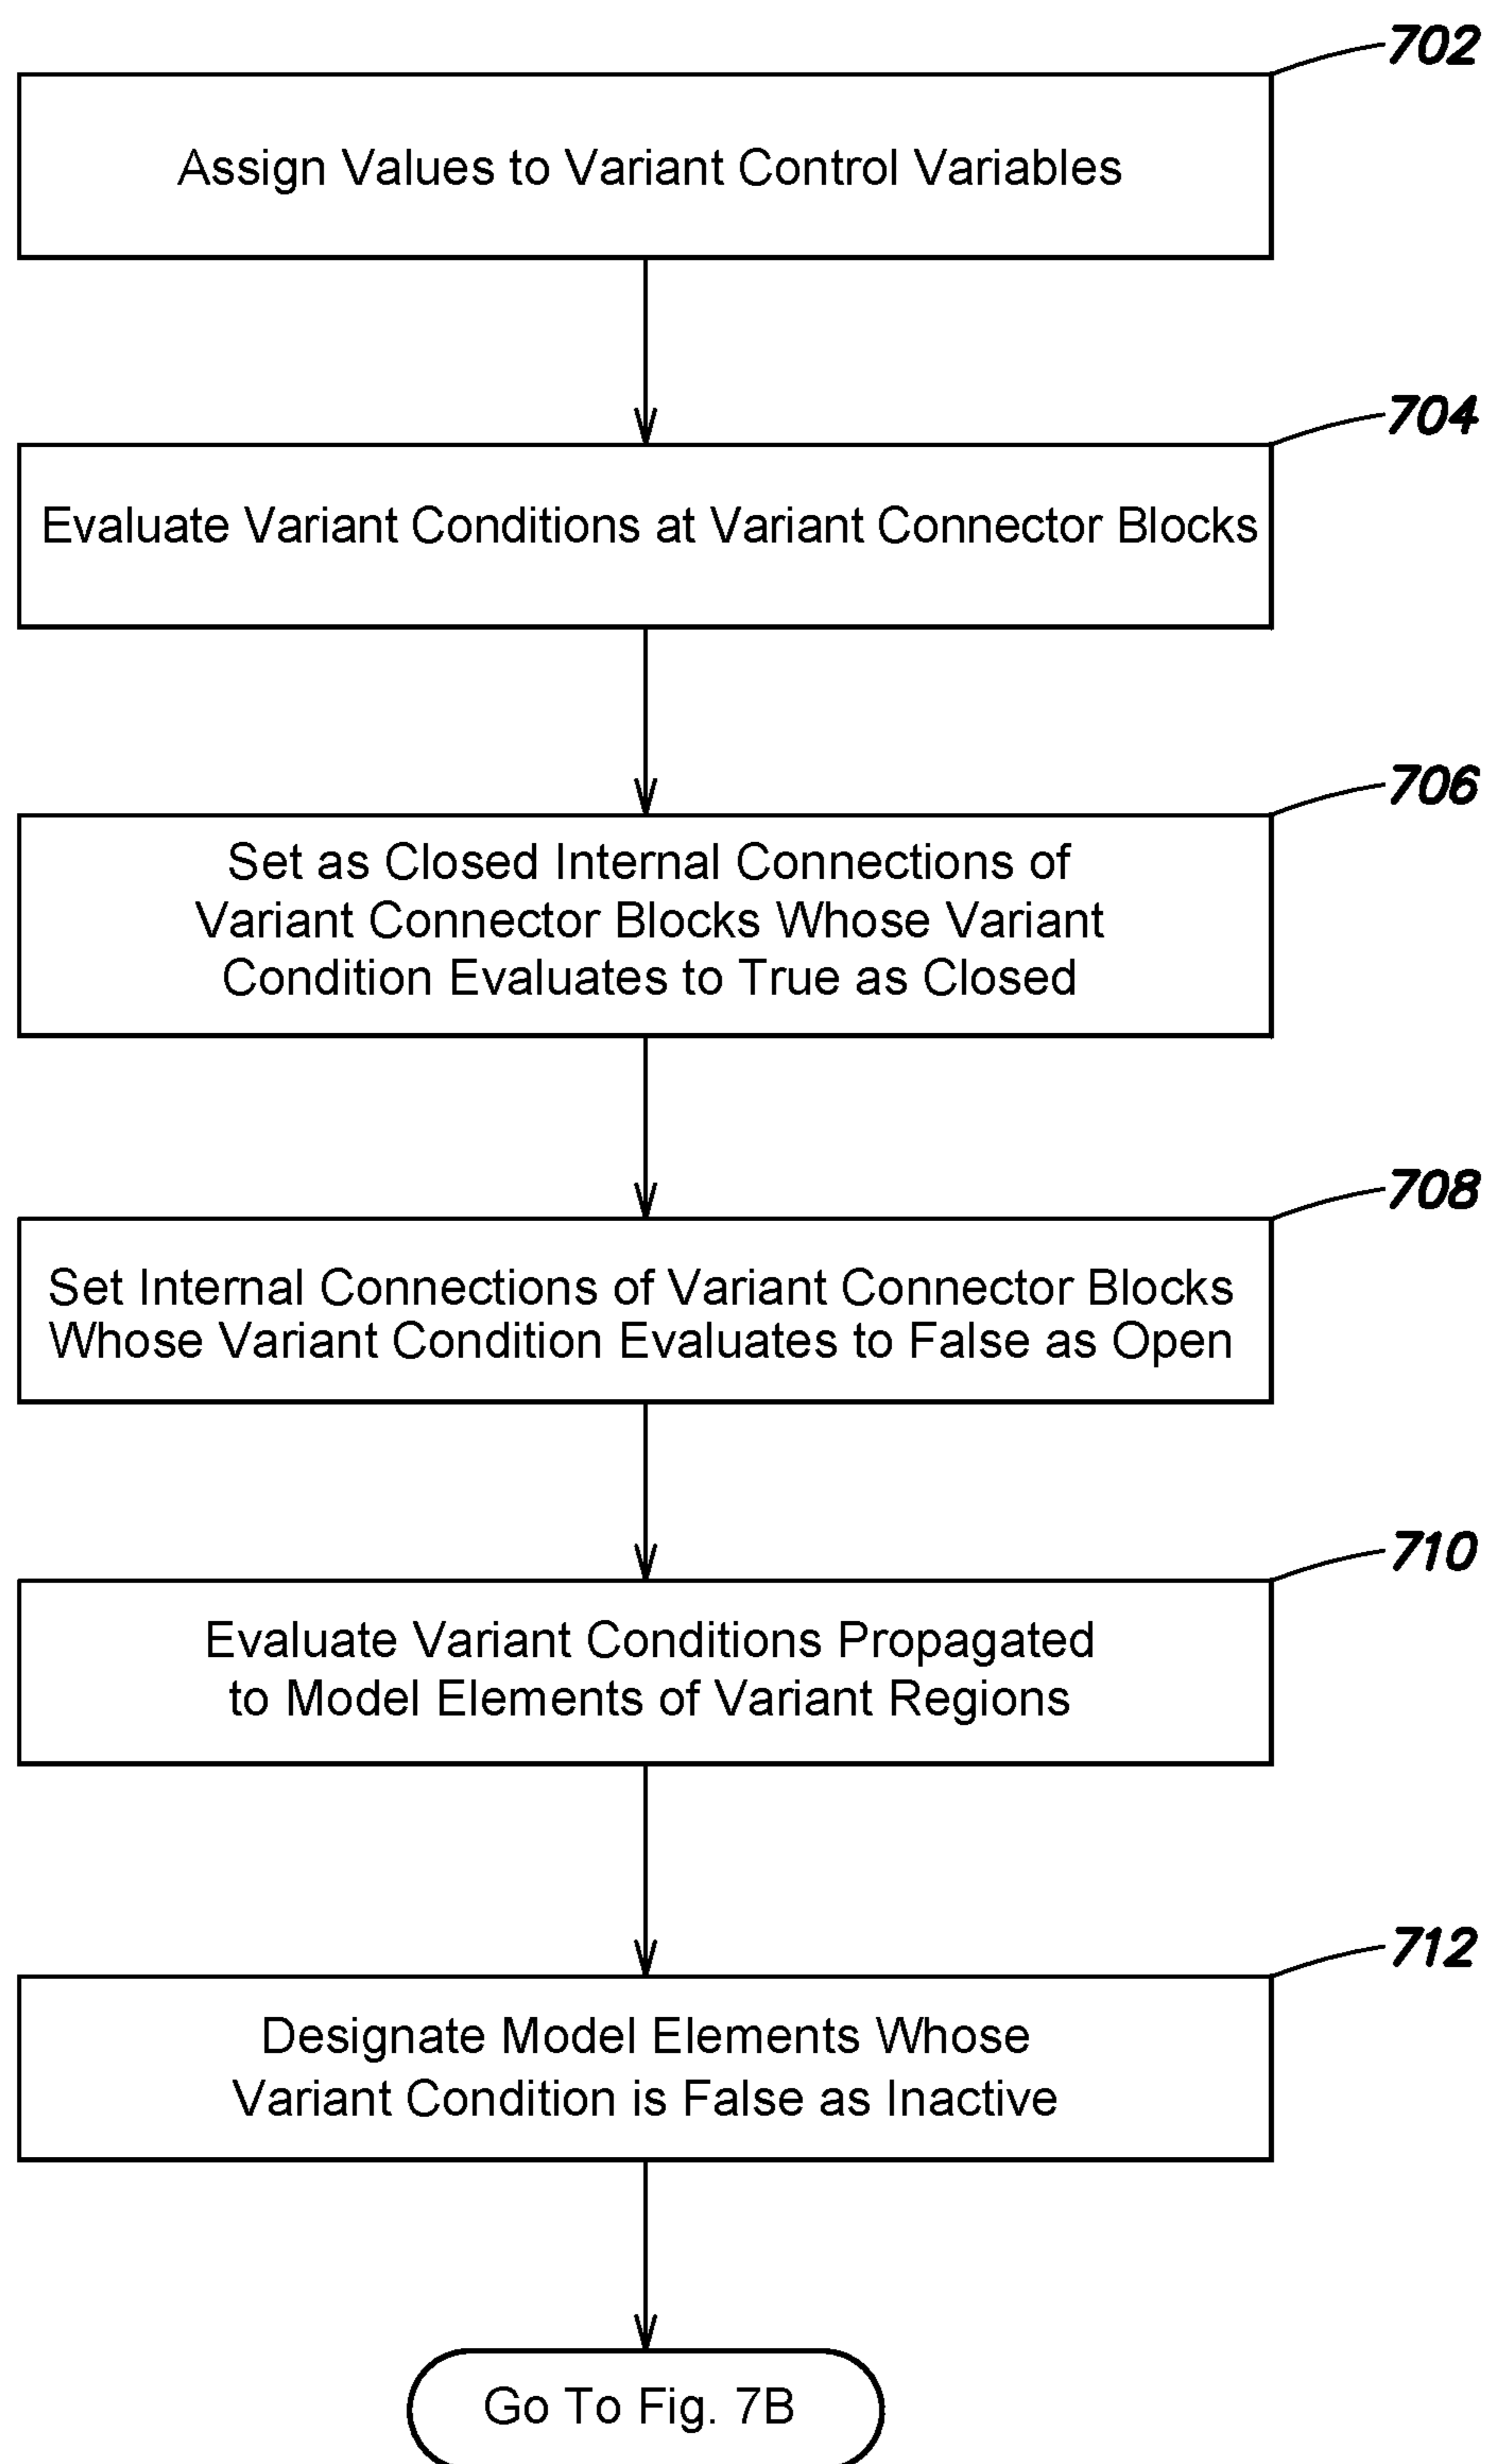 702
Assign Values to Variant Control Variables
704
Evaluate Variant Conditions at Variant Connector Blocks
706
Set as Closed Internal Connections of
Variant Connector Blocks Whose Variant
Condition Evaluates to True as Closed
708
Set Internal Connections of Variant Connector Blocks
Whose Variant Condition Evaluates to False as Open
710
Evaluate Variant Conditions Propagated
to Model Elements of Variant Regions
712
Designate Model Elements Whose
Variant Condition is False as Inactive
Go To Fig. 7B